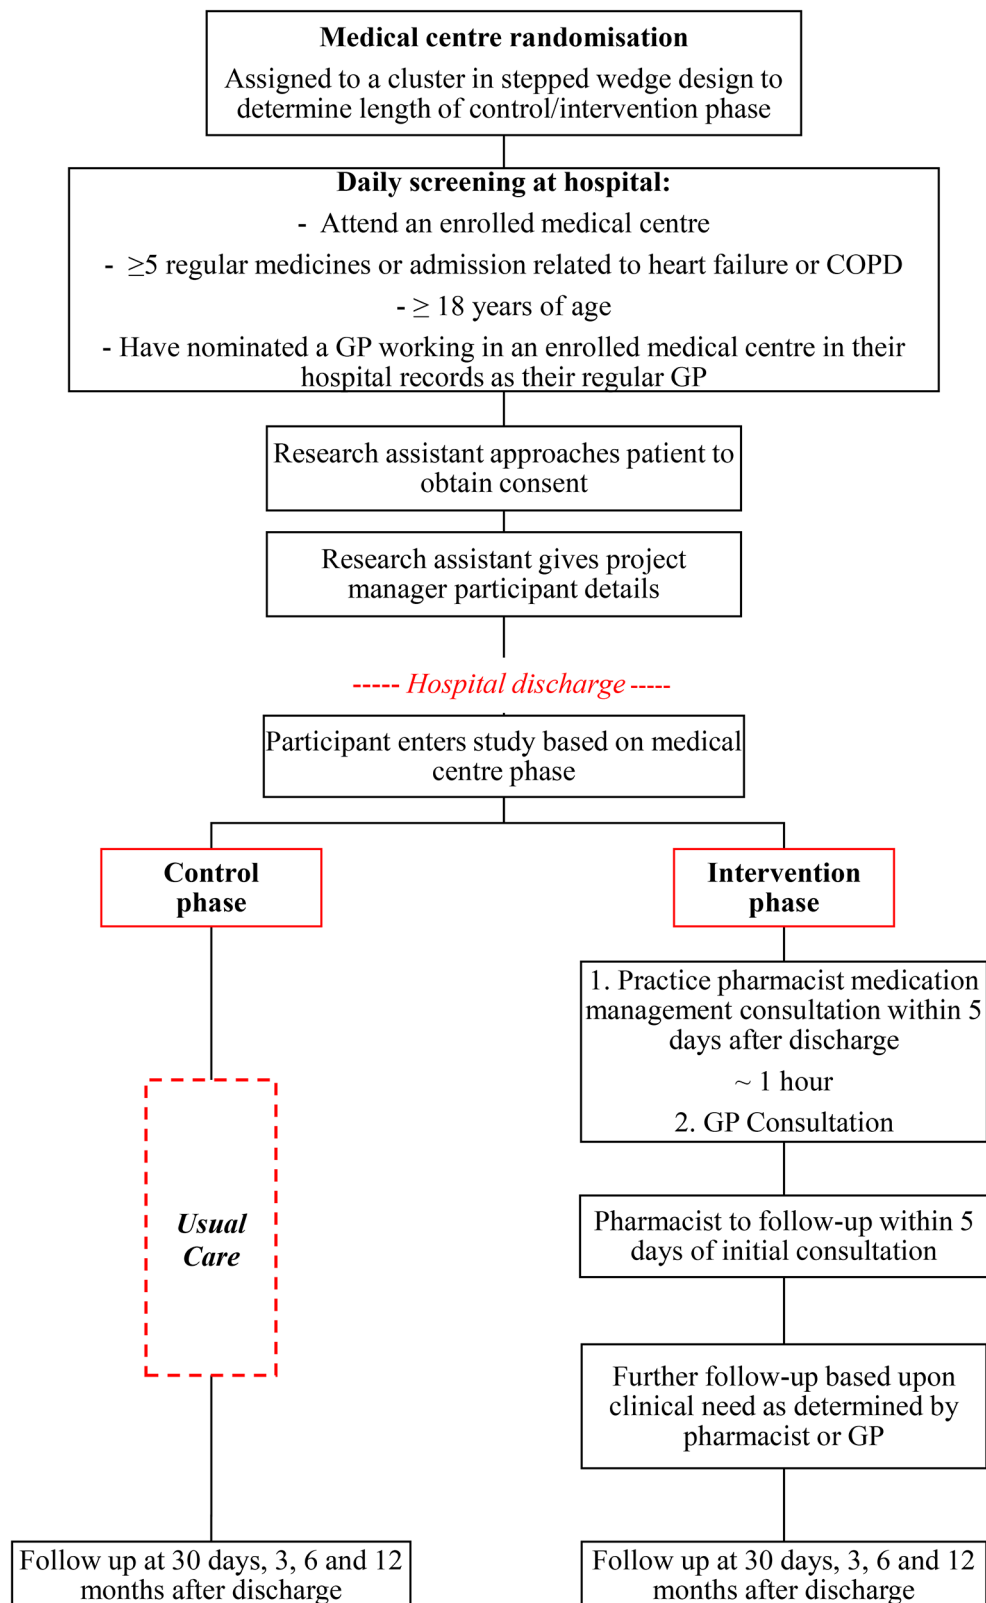 Medical centre randomisation
Assigned to a cluster in stepped wedge design to
determine length of control/intervention phase
Daily screening at hospital:
- Attend an enrolled medical centre
- ≥5 regular medicines or admission related to heart failure or COPD
- ≥ 18 years of age
- Have nominated a GP working in an enrolled medical centre in their
hospital records as their regular GP
Research assistant approaches patient to
obtain consent
Research assistant gives project
manager participant details
----- Hospital discharge -----
Participant enters study based on medical
centre phase
Control
phase
Usual
Care
Follow up at 30 days, 3, 6 and 12
months after discharge
Intervention
phase
1. Practice pharmacist medication
management consultation within 5
days after discharge
~ 1 hour
2. GP Consultation
Pharmacist to follow-up within 5
days of initial consultation
Further follow-up based upon
clinical need as determined by
pharmacist or GP
Follow up at 30 days, 3, 6 and 12
months after discharge